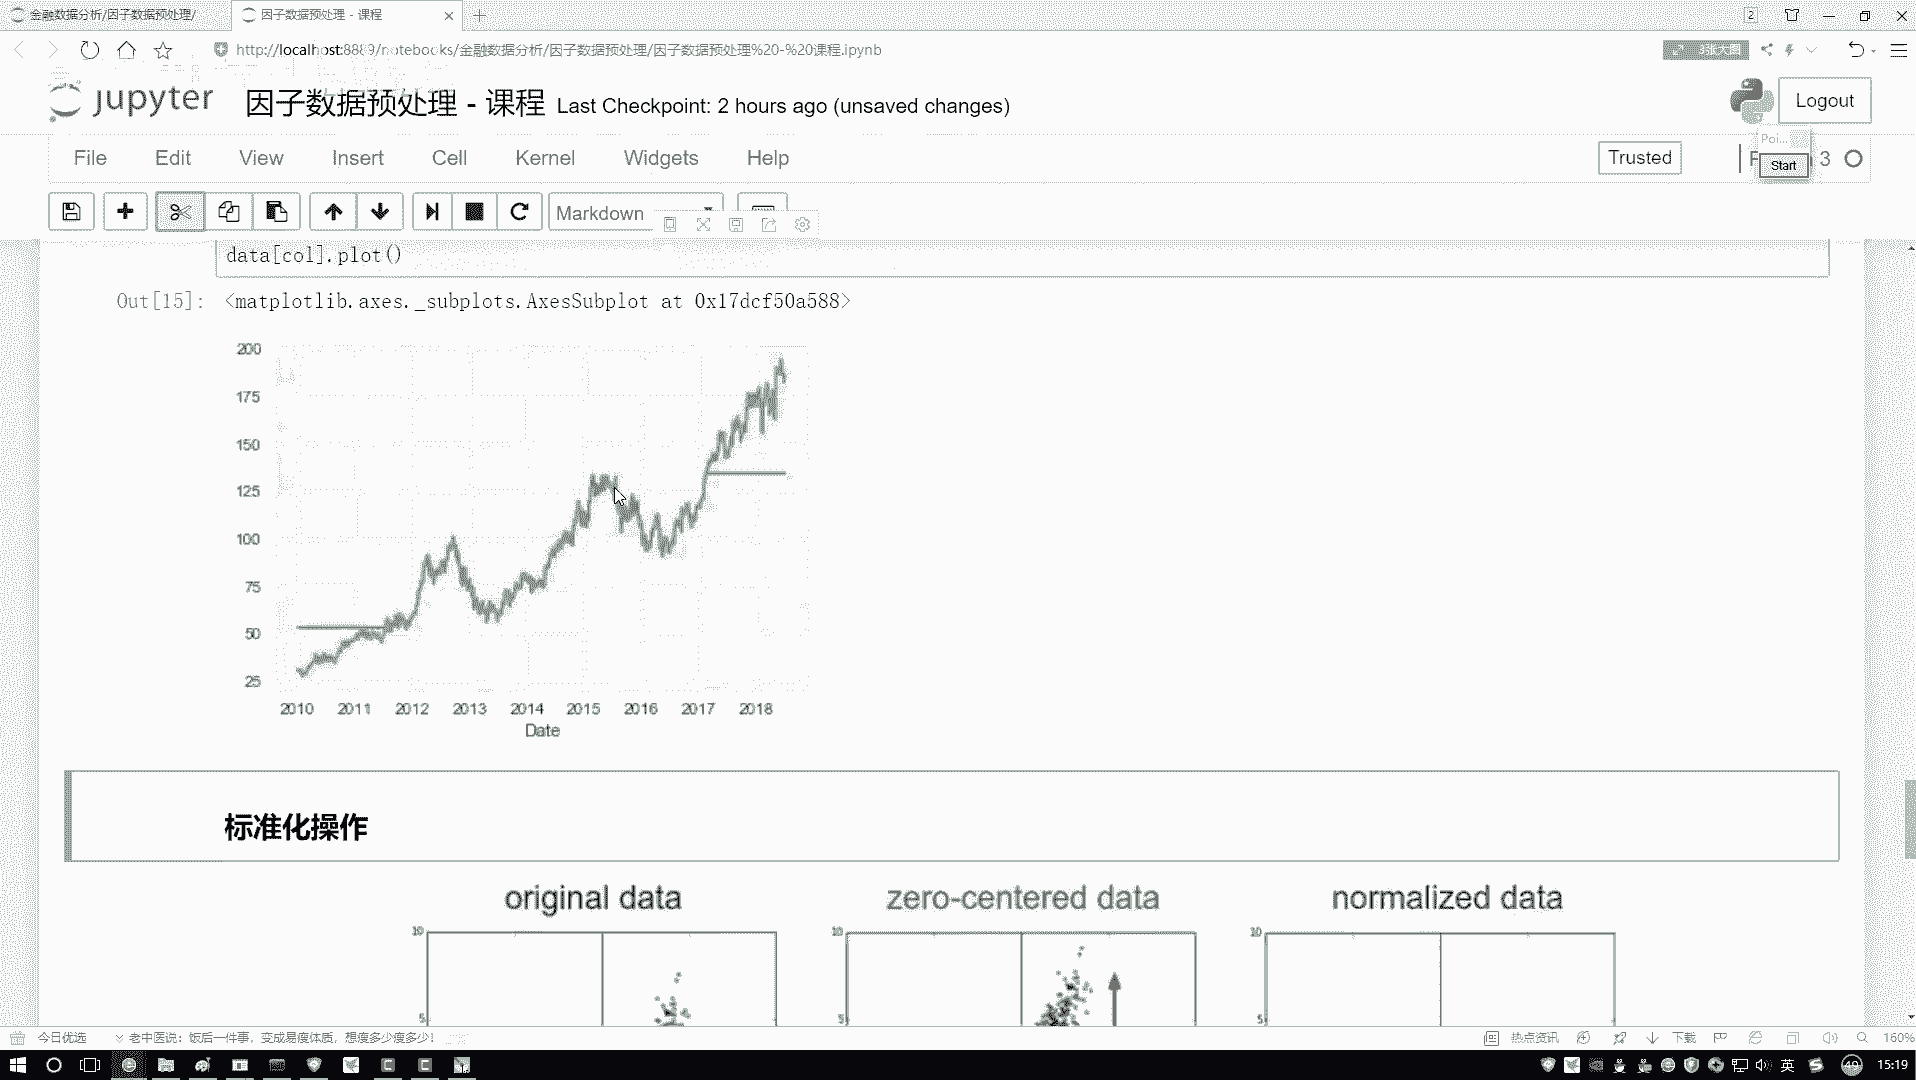 金融数据分析/因子数据预处理/
因子数据预处理 - 课程
2
http://localhost:8889/notebooks/金融数据分析/因子数据预处理/因子数据预处理%20-%20课程.ipynb
3张大图
jupyter
因子数据预处理 - 课程
Last Checkpoint: 2 hours ago (unsaved changes)
Logout
File
Edit
View
Insert
Cell
Kernel
Widgets
Help
Trusted
Poi...
Start
3
Markdown
data[col].plot()
Out[15]:
<matplotlib.axes._subplots.AxesSubplot at 0x17dcf50a588>
200
175
150
125
100
75
50
25
2010 2011 2012 2013 2014 2015 2016 2017 2018
Date
标准化操作
original data
zero-centered data
normalized data
10
10
10
5
5
5
今日优选
老中医说：饭后一件事，变成易瘦体质，想瘦多少瘦多少！
热点资讯
下载
160%
英
49
15:19